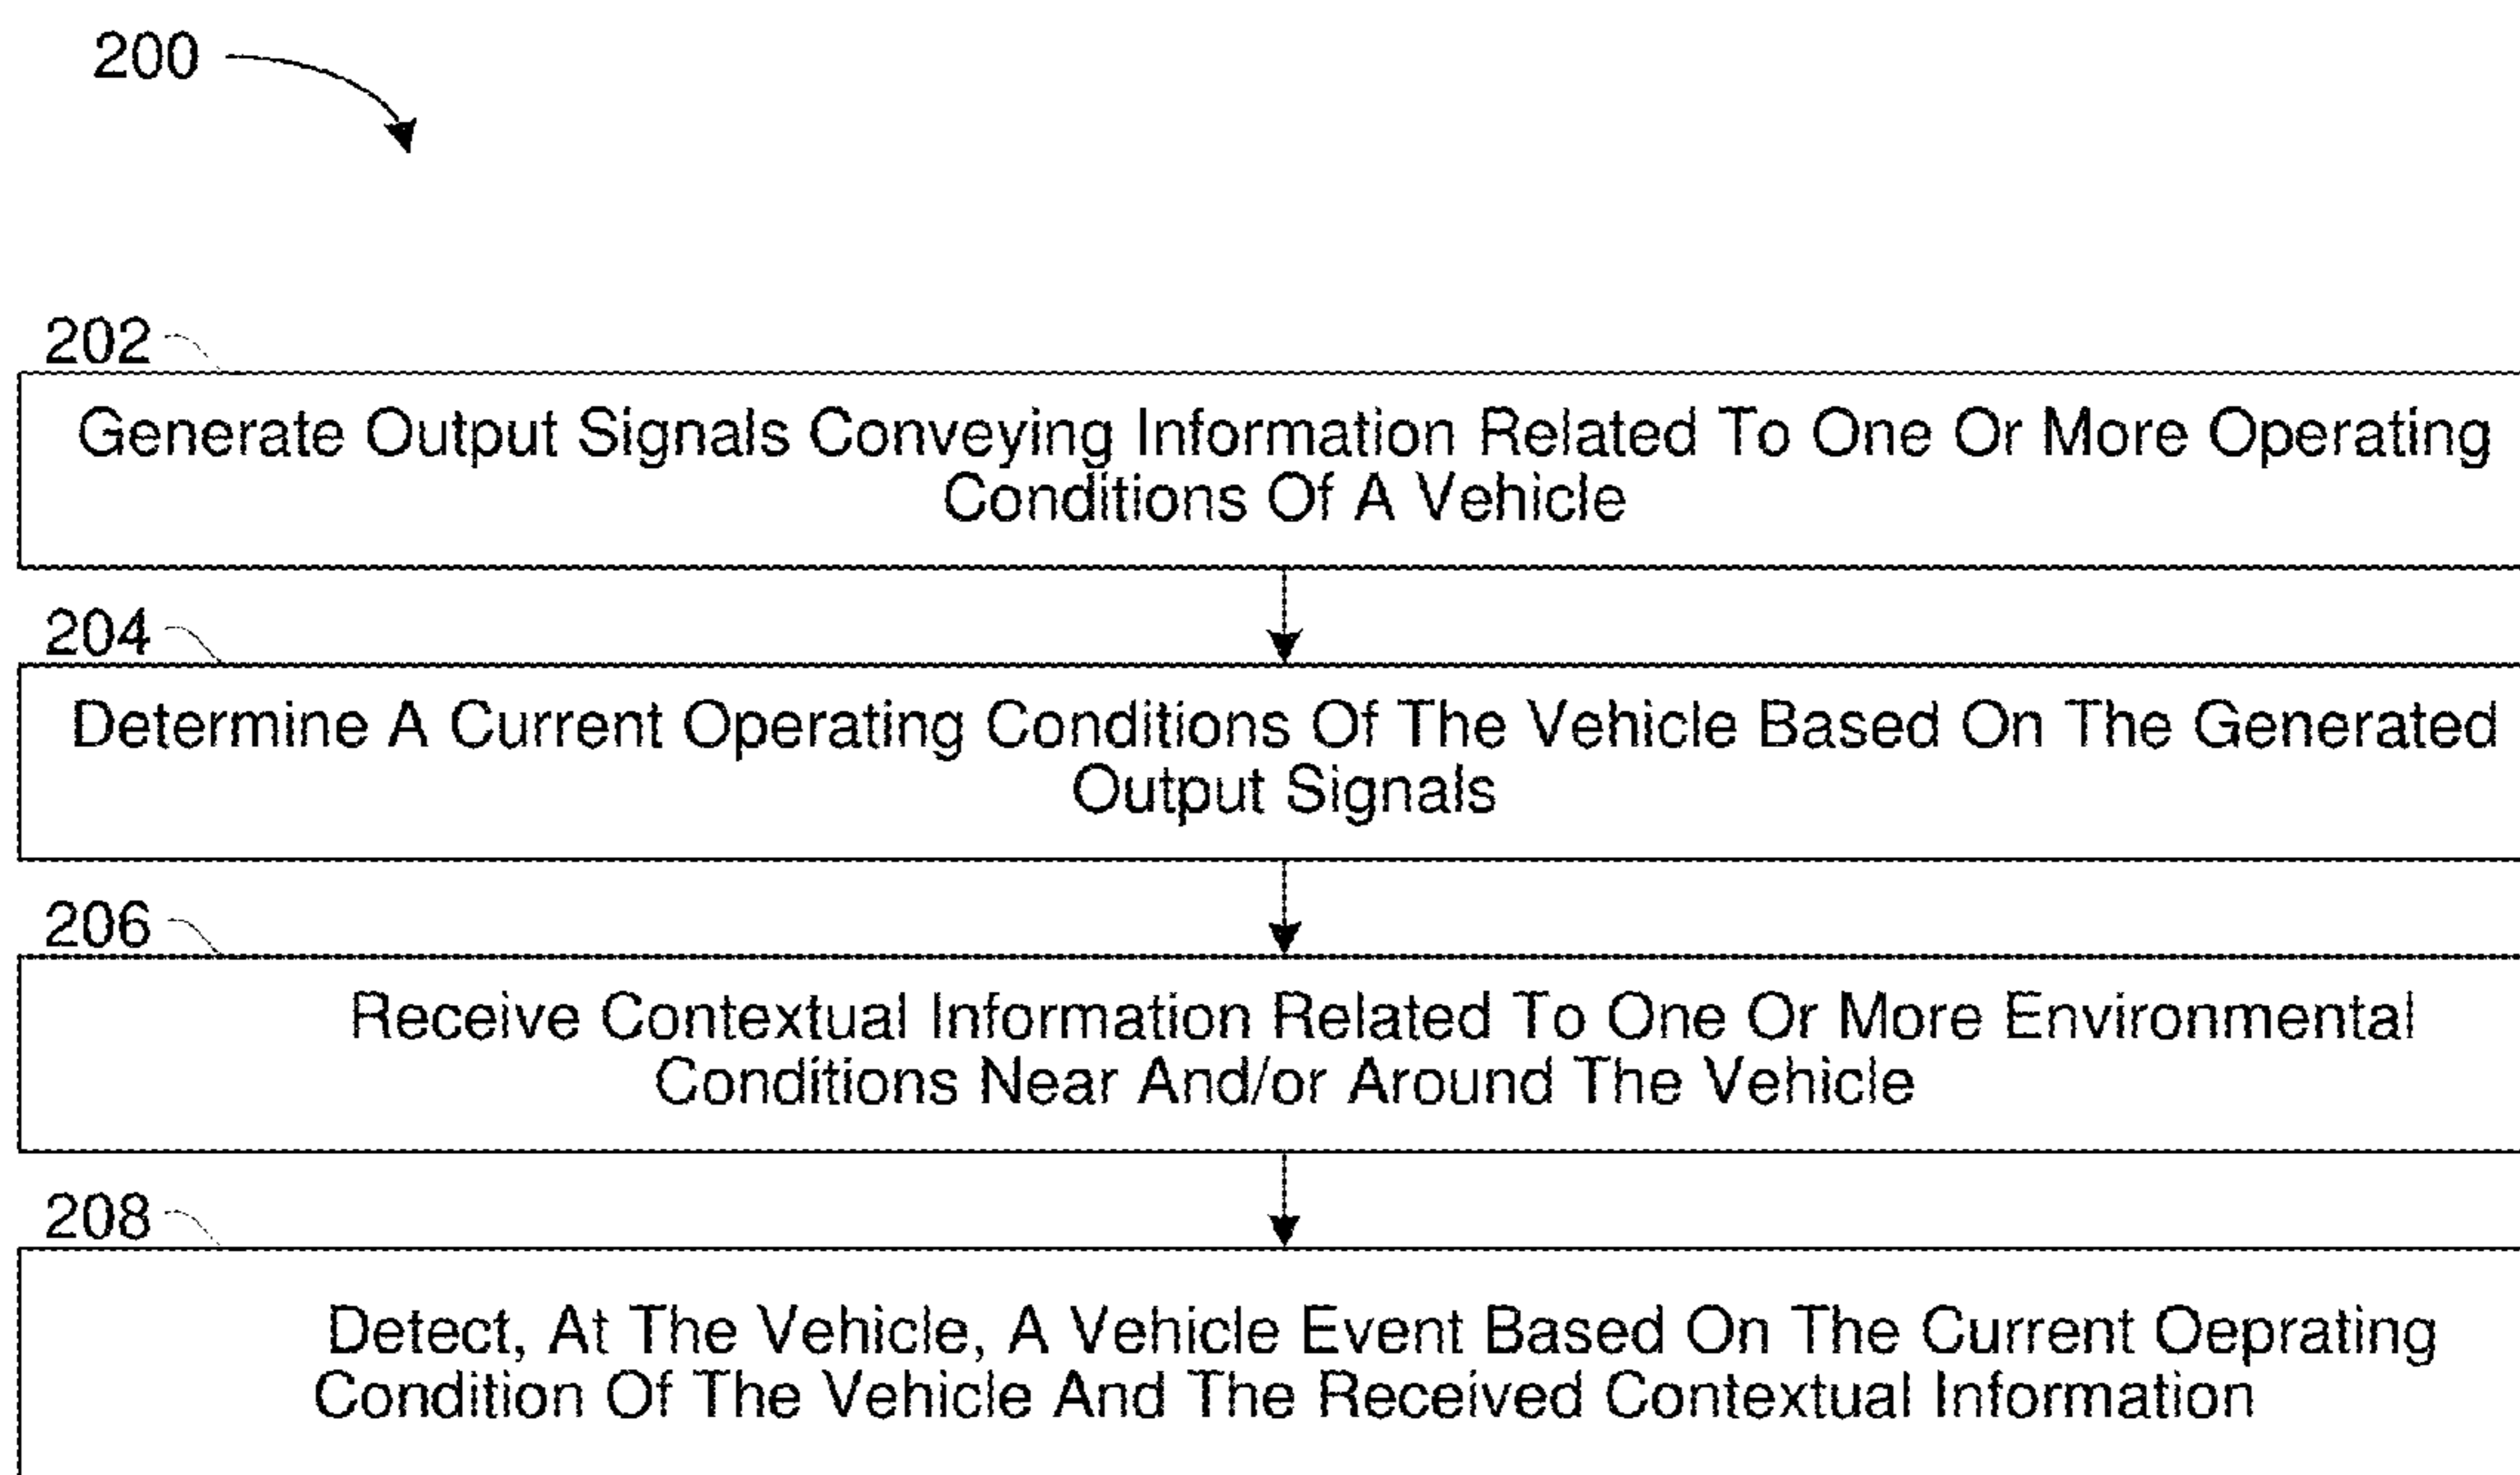 200
202
Generate Output Signals Conveying Information Related To One Or More Operating
Conditions Of A Vehicle
204
Determine A Current Operating Conditions Of The Vehicle Based On The Generated
Output Signals
206
Receive Contextual Information Related To One Or More Environmental
Conditions Near And/or Around The Vehicle
208
Detect, At The Vehicle, A Vehicle Event Based On The Current Oeprating
Condition Of The Vehicle And The Received Contextual Information